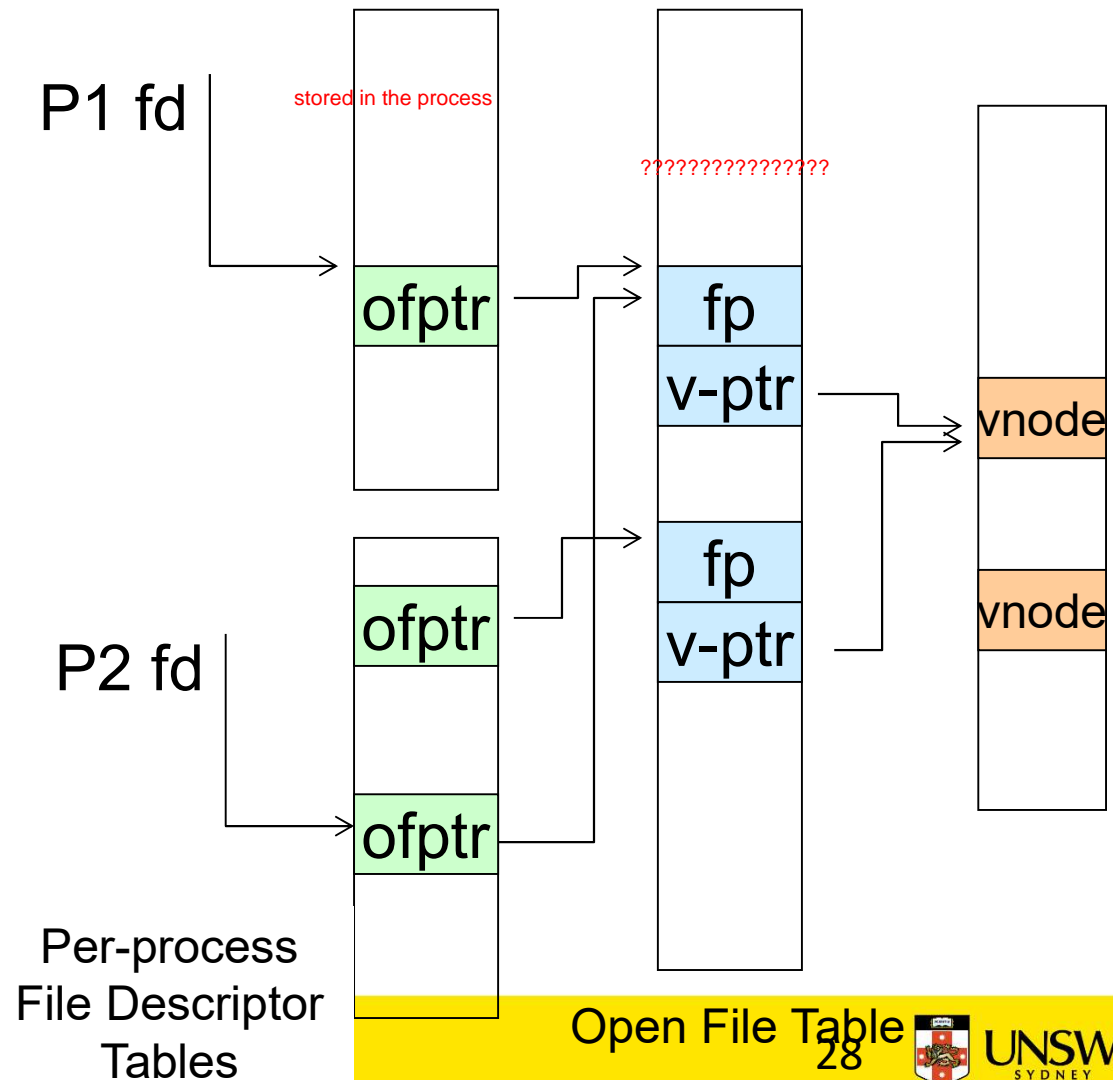 P1 fd
stored in the process
????????????????
ofptr
fp
v-ptr
vnode
ofptr
fp
v-ptr
vnode
P2 fd
ofptr
Per-process
File Descriptor
Tables
Open File Table
28
UNSW
SYDNEY